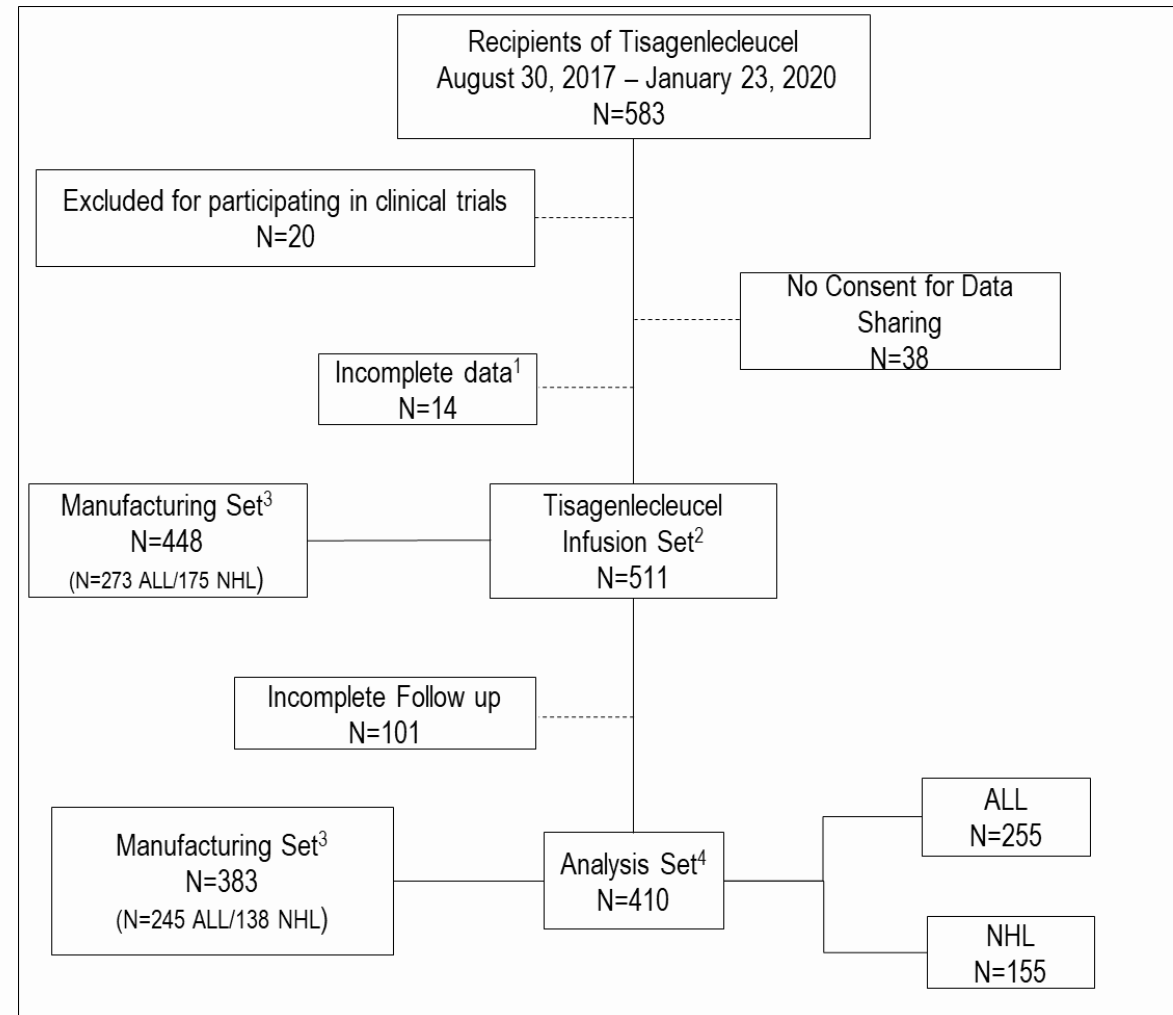 Recipients of Tisagenlecleucel
August 30, 2017 – January 23, 2020
N=583
Excluded for participating in clinical trials
N=20
No Consent for Data
Sharing
N=38
Incomplete data¹
N=14
Manufacturing Set³
N=448
(N=273 ALL/175 NHL)
Tisagenlecleucel
Infusion Set²
N=511
Incomplete Follow up
N=101
Manufacturing Set³
N=383
(N=245 ALL/138 NHL)
Analysis Set⁴
N=410
ALL
N=255
NHL
N=155